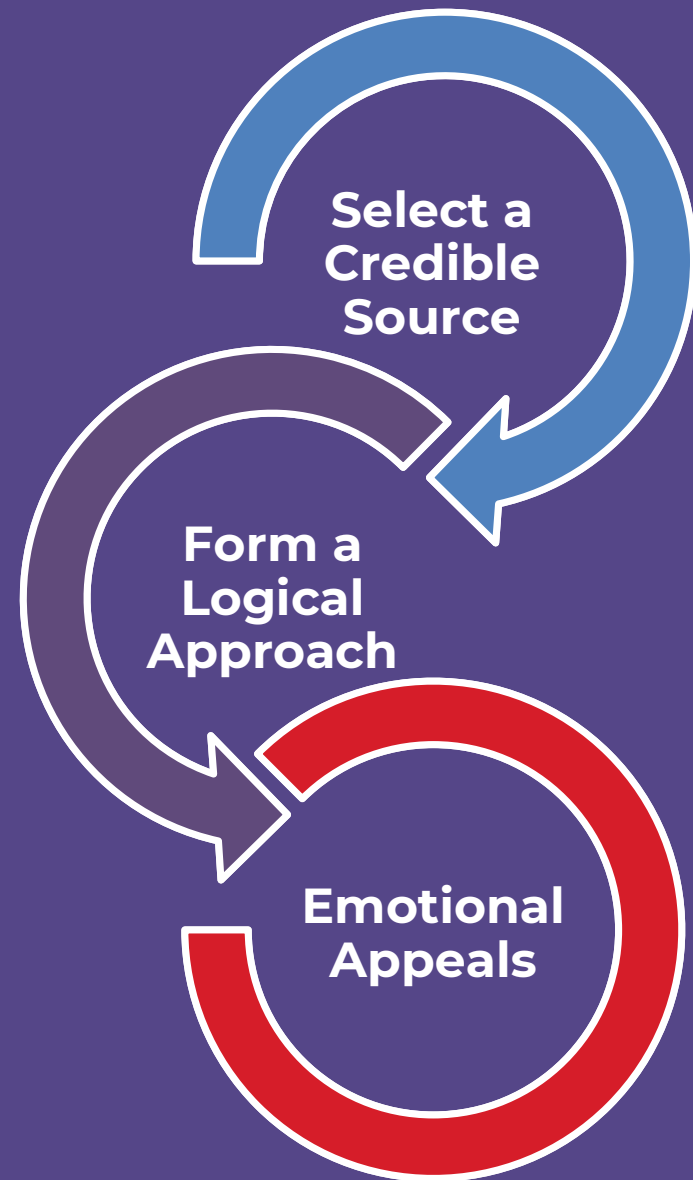 Select a
Credible
Source
Form a
Logical
Approach
Emotional
Appeals